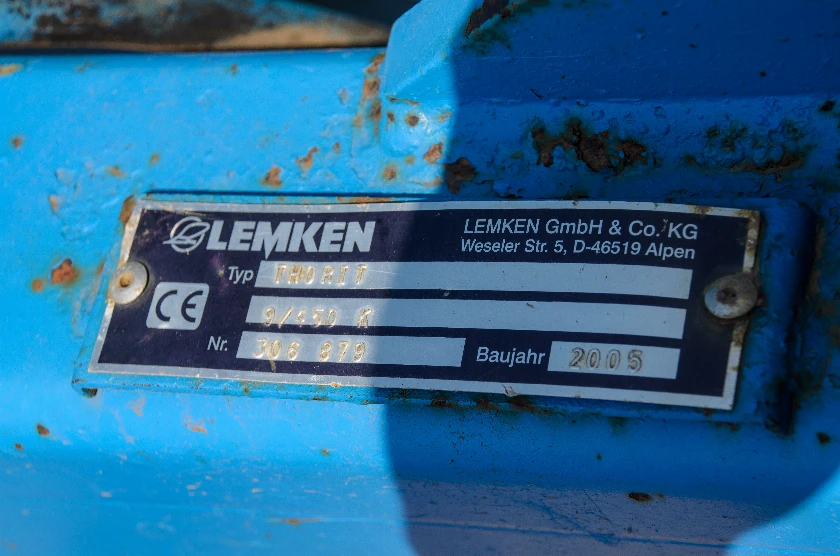 LEMKEN
LEMKEN GmbH & Co. KG
Weseler Str. 5, D-46519 Alpen
Typ THORIT
CE
9/450 K
Nr. 306 879 Baujahr 2005